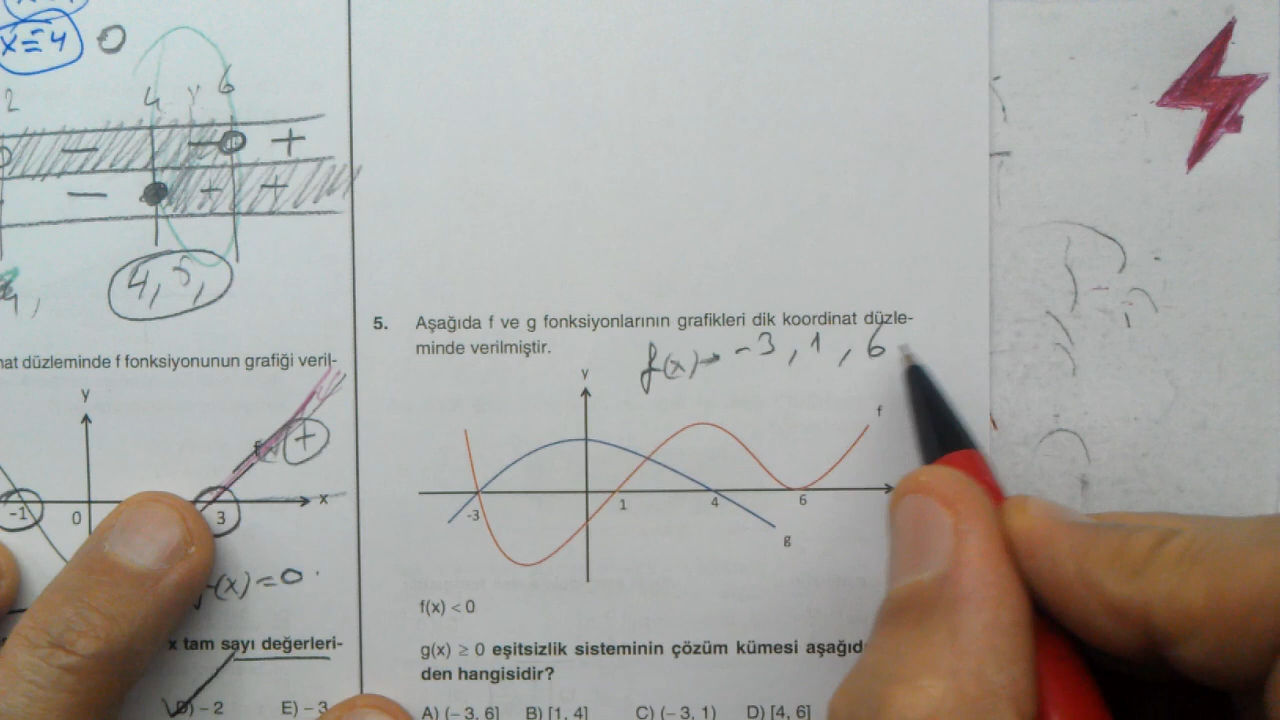 x=4
2 4 6
- - +
- + +
4, 5,
nat düzleminde f fonksiyonunun grafiği veril-
y
x
-1 0 3
+
(x)=0
x tam sayı değerleri-
D) – 2 E) – 3
5. Aşağıda f ve g fonksiyonlarının grafikleri dik koordinat düzle-
minde verilmiştir.
f(x)→ -3, 1, 6
y
f
-3 1 4 6
g
f(x) < 0
g(x) ≥ 0 eşitsizlik sisteminin çözüm kümesi aşağıd
den hangisidir?
A) (– 3, 6] B) [1, 4] C) (– 3, 1) D) [4, 6]